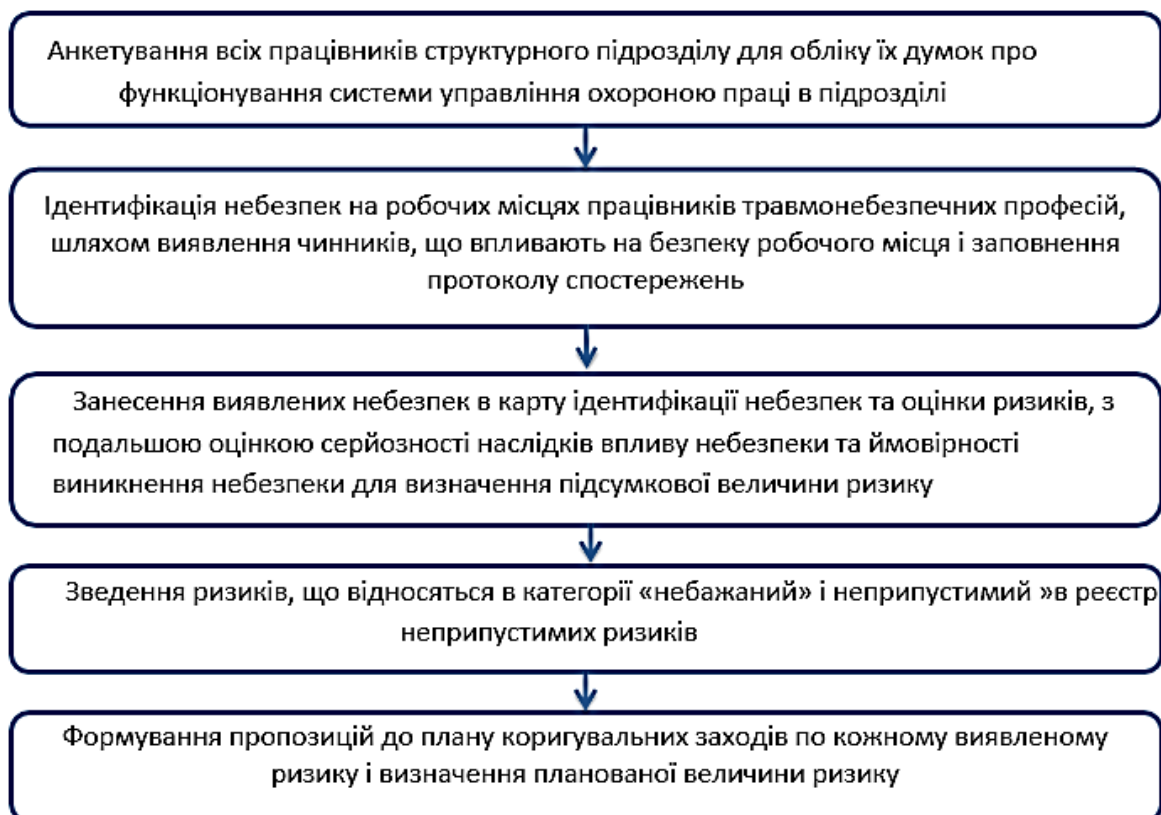 Анкетування всіх працівників структурного підрозділу для обліку їх думок про
функціонування системи управління охороною праці в підрозділі
Ідентифікація небезпек на робочих місцях працівників травмонебезпечних професій,
шляхом виявлення чинників, що впливають на безпеку робочого місця і заповнення
протоколу спостережень
Занесення виявлених небезпек в карту ідентифікації небезпек та оцінки ризиків, з
подальшою оцінкою серйозності наслідків впливу небезпеки та ймовірності
виникнення небезпеки для визначення підсумкової величини ризику
Зведення ризиків, що відносяться в категорії «небажаний» і неприпустимий »в реєстр
неприпустимих ризиків
Формування пропозицій до плану коригувальних заходів по кожному виявленому
ризику і визначення планованої величини ризику